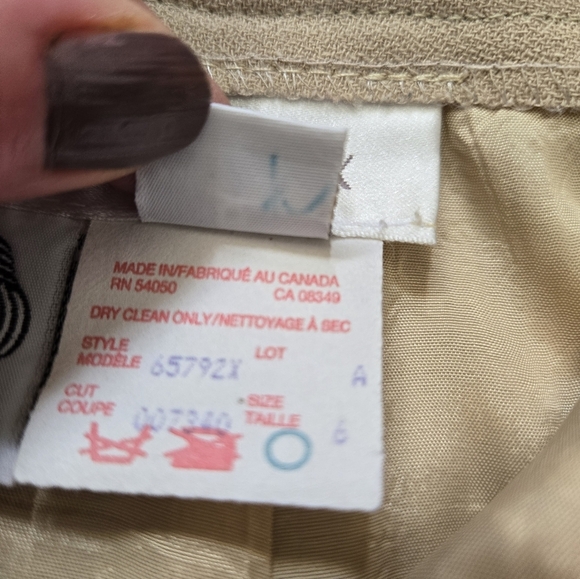 MADE IN/FABRIQUÉ AU CANADA
RN 54050 CA 08349
DRY CLEAN ONLY/NETTOYAGE À SEC
STYLE
MODÈLE 65792X LOT A
CUT
COUPE SIZE
TAILLE 6